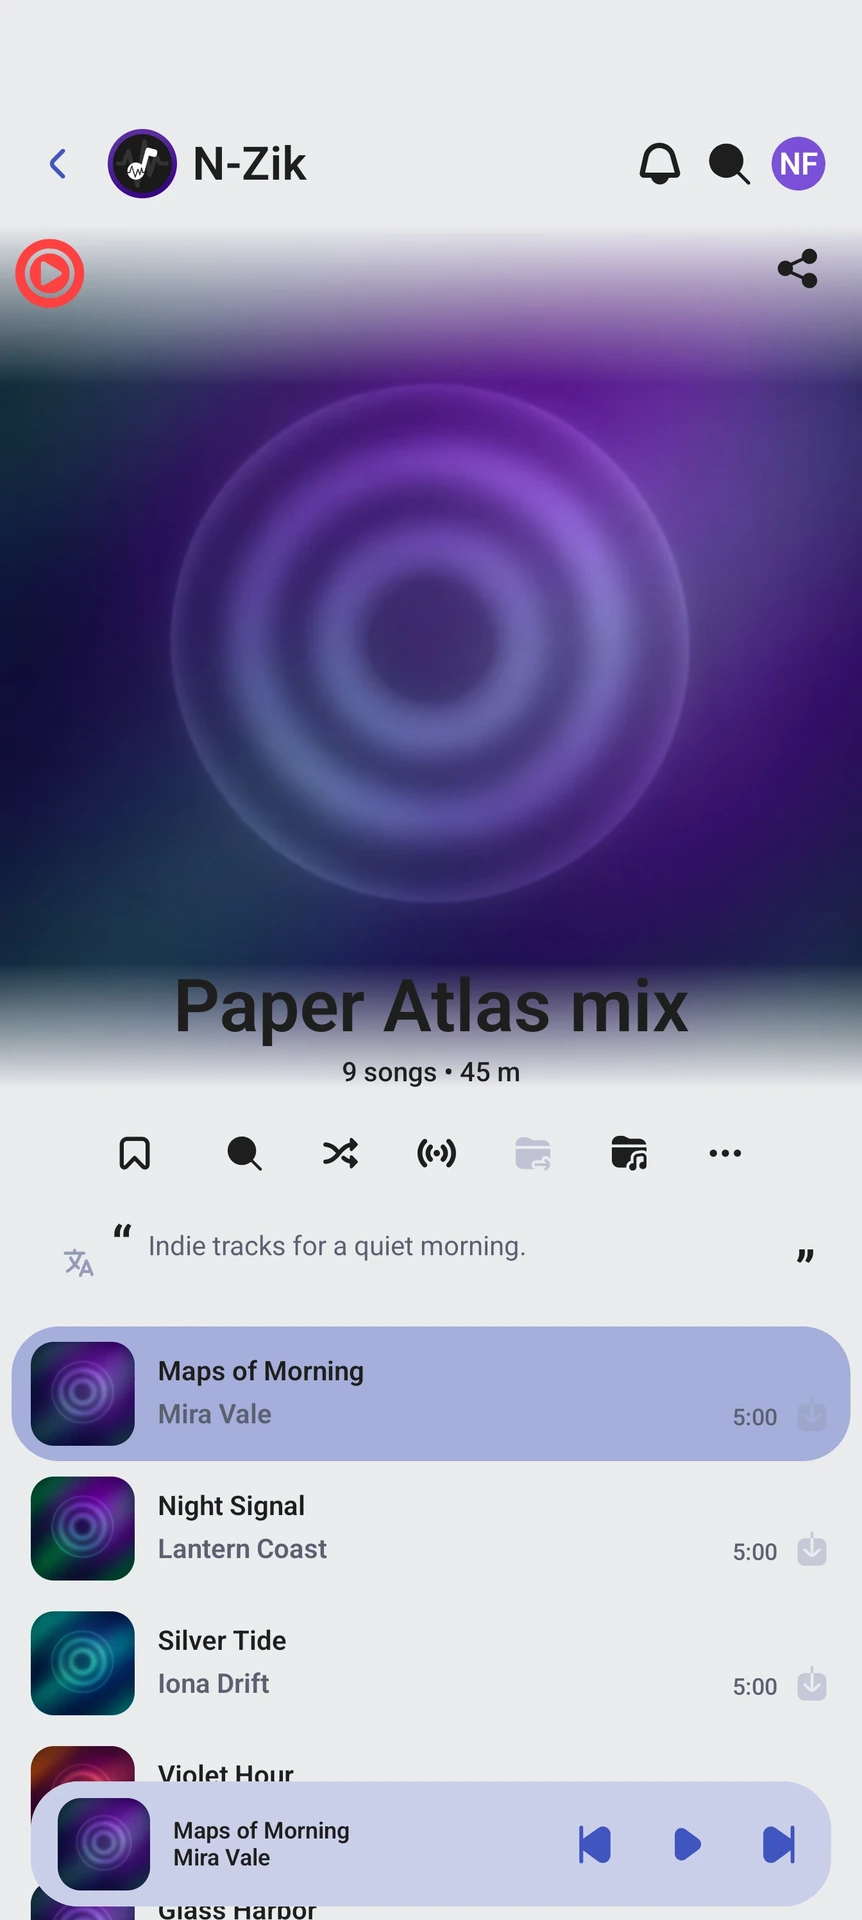 N-Zik
NF
Paper Atlas mix
9 songs • 45 m
“ Indie tracks for a quiet morning. ”
Maps of Morning
Mira Vale
5:00
Night Signal
Lantern Coast
5:00
Silver Tide
Iona Drift
5:00
Violet Hour
Maps of Morning
Mira Vale
Glass Harbor